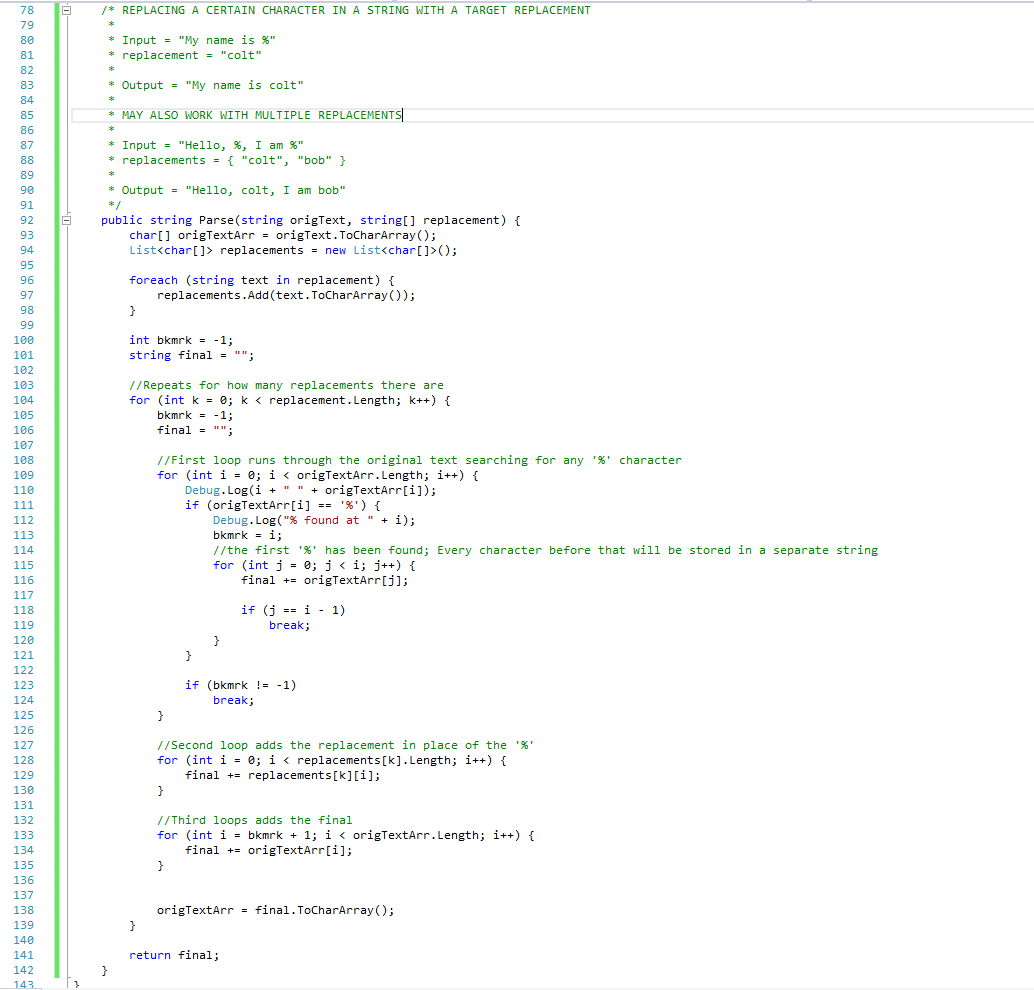 78 /* REPLACING A CERTAIN CHARACTER IN A STRING WITH A TARGET REPLACEMENT
79 *
80 * Input = "My name is %"
81 * replacement = "colt"
82 *
83 * Output = "My name is colt"
84 *
85 * MAY ALSO WORK WITH MULTIPLE REPLACEMENTS
86 *
87 * Input = "Hello, %, I am %"
88 * replacements = { "colt", "bob" }
89 *
90 * Output = "Hello, colt, I am bob"
91 */
92 public string Parse(string origText, string[] replacement) {
93 char[] origTextArr = origText.ToCharArray();
94 List<char[]> replacements = new List<char[]>();
95
96 foreach (string text in replacement) {
97 replacements.Add(text.ToCharArray());
98 }
99
100 int bkmrk = -1;
101 string final = "";
102
103 //Repeats for how many replacements there are
104 for (int k = 0; k < replacement.Length; k++) {
105 bkmrk = -1;
106 final = "";
107
108 //First loop runs through the original text searching for any '%' character
109 for (int i = 0; i < origTextArr.Length; i++) {
110 Debug.Log(i + " " + origTextArr[i]);
111 if (origTextArr[i] == '%') {
112 Debug.Log("% found at " + i);
113 bkmrk = i;
114 //the first '%' has been found; Every character before that will be stored in a separate string
115 for (int j = 0; j < i; j++) {
116 final += origTextArr[j];
117
118 if (j == i - 1)
119 break;
120 }
121 }
122
123 if (bkmrk != -1)
124 break;
125 }
126
127 //Second loop adds the replacement in place of the '%'
128 for (int i = 0; i < replacements[k].Length; i++) {
129 final += replacements[k][i];
130 }
131
132 //Third loops adds the final
133 for (int i = bkmrk + 1; i < origTextArr.Length; i++) {
134 final += origTextArr[i];
135 }
136
137
138 origTextArr = final.ToCharArray();
139 }
140
141 return final;
142 }
143 }